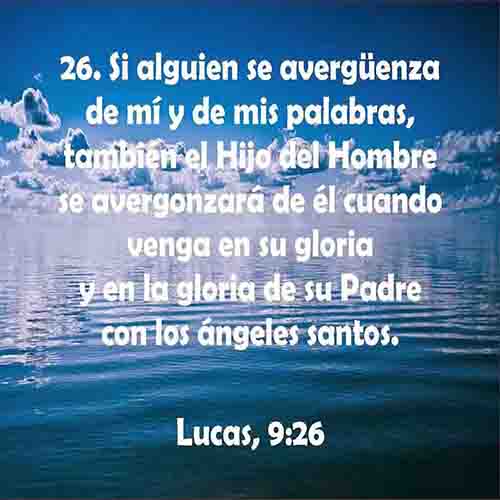 26. Si alguien se avergüenza
de mí y de mis palabras,
también el Hijo del Hombre
se avergonzará de él cuando
venga en su gloria
y en la gloria de su Padre
con los ángeles santos.
Lucas, 9:26